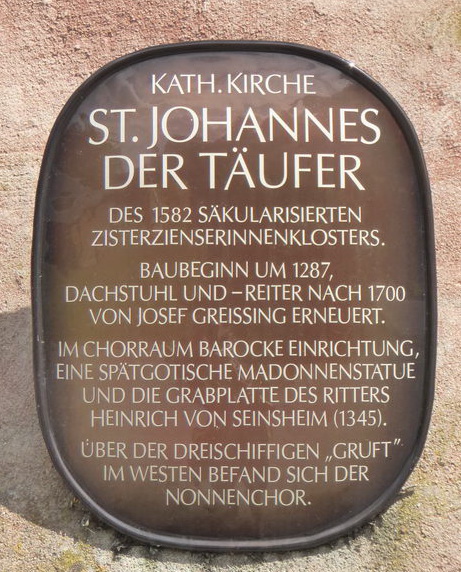 KATH. KIRCHE
ST. JOHANNES
DER TÄUFER
DES 1582 SÄKULARISIERTEN
ZISTERZIENSERINNENKLOSTERS.
BAUBEGINN UM 1287,
DACHSTUHL UND –REITER NACH 1700
VON JOSEF GREISSING ERNEUERT.
IM CHORRAUM BAROCKE EINRICHTUNG,
EINE SPÄTGOTISCHE MADONNENSTATUE
UND DIE GRABPLATTE DES RITTERS
HEINRICH VON SEINSHEIM (1345).
ÜBER DER DREISCHIFFIGEN „GRUFT"
IM WESTEN BEFAND SICH DER
NONNENCHOR.